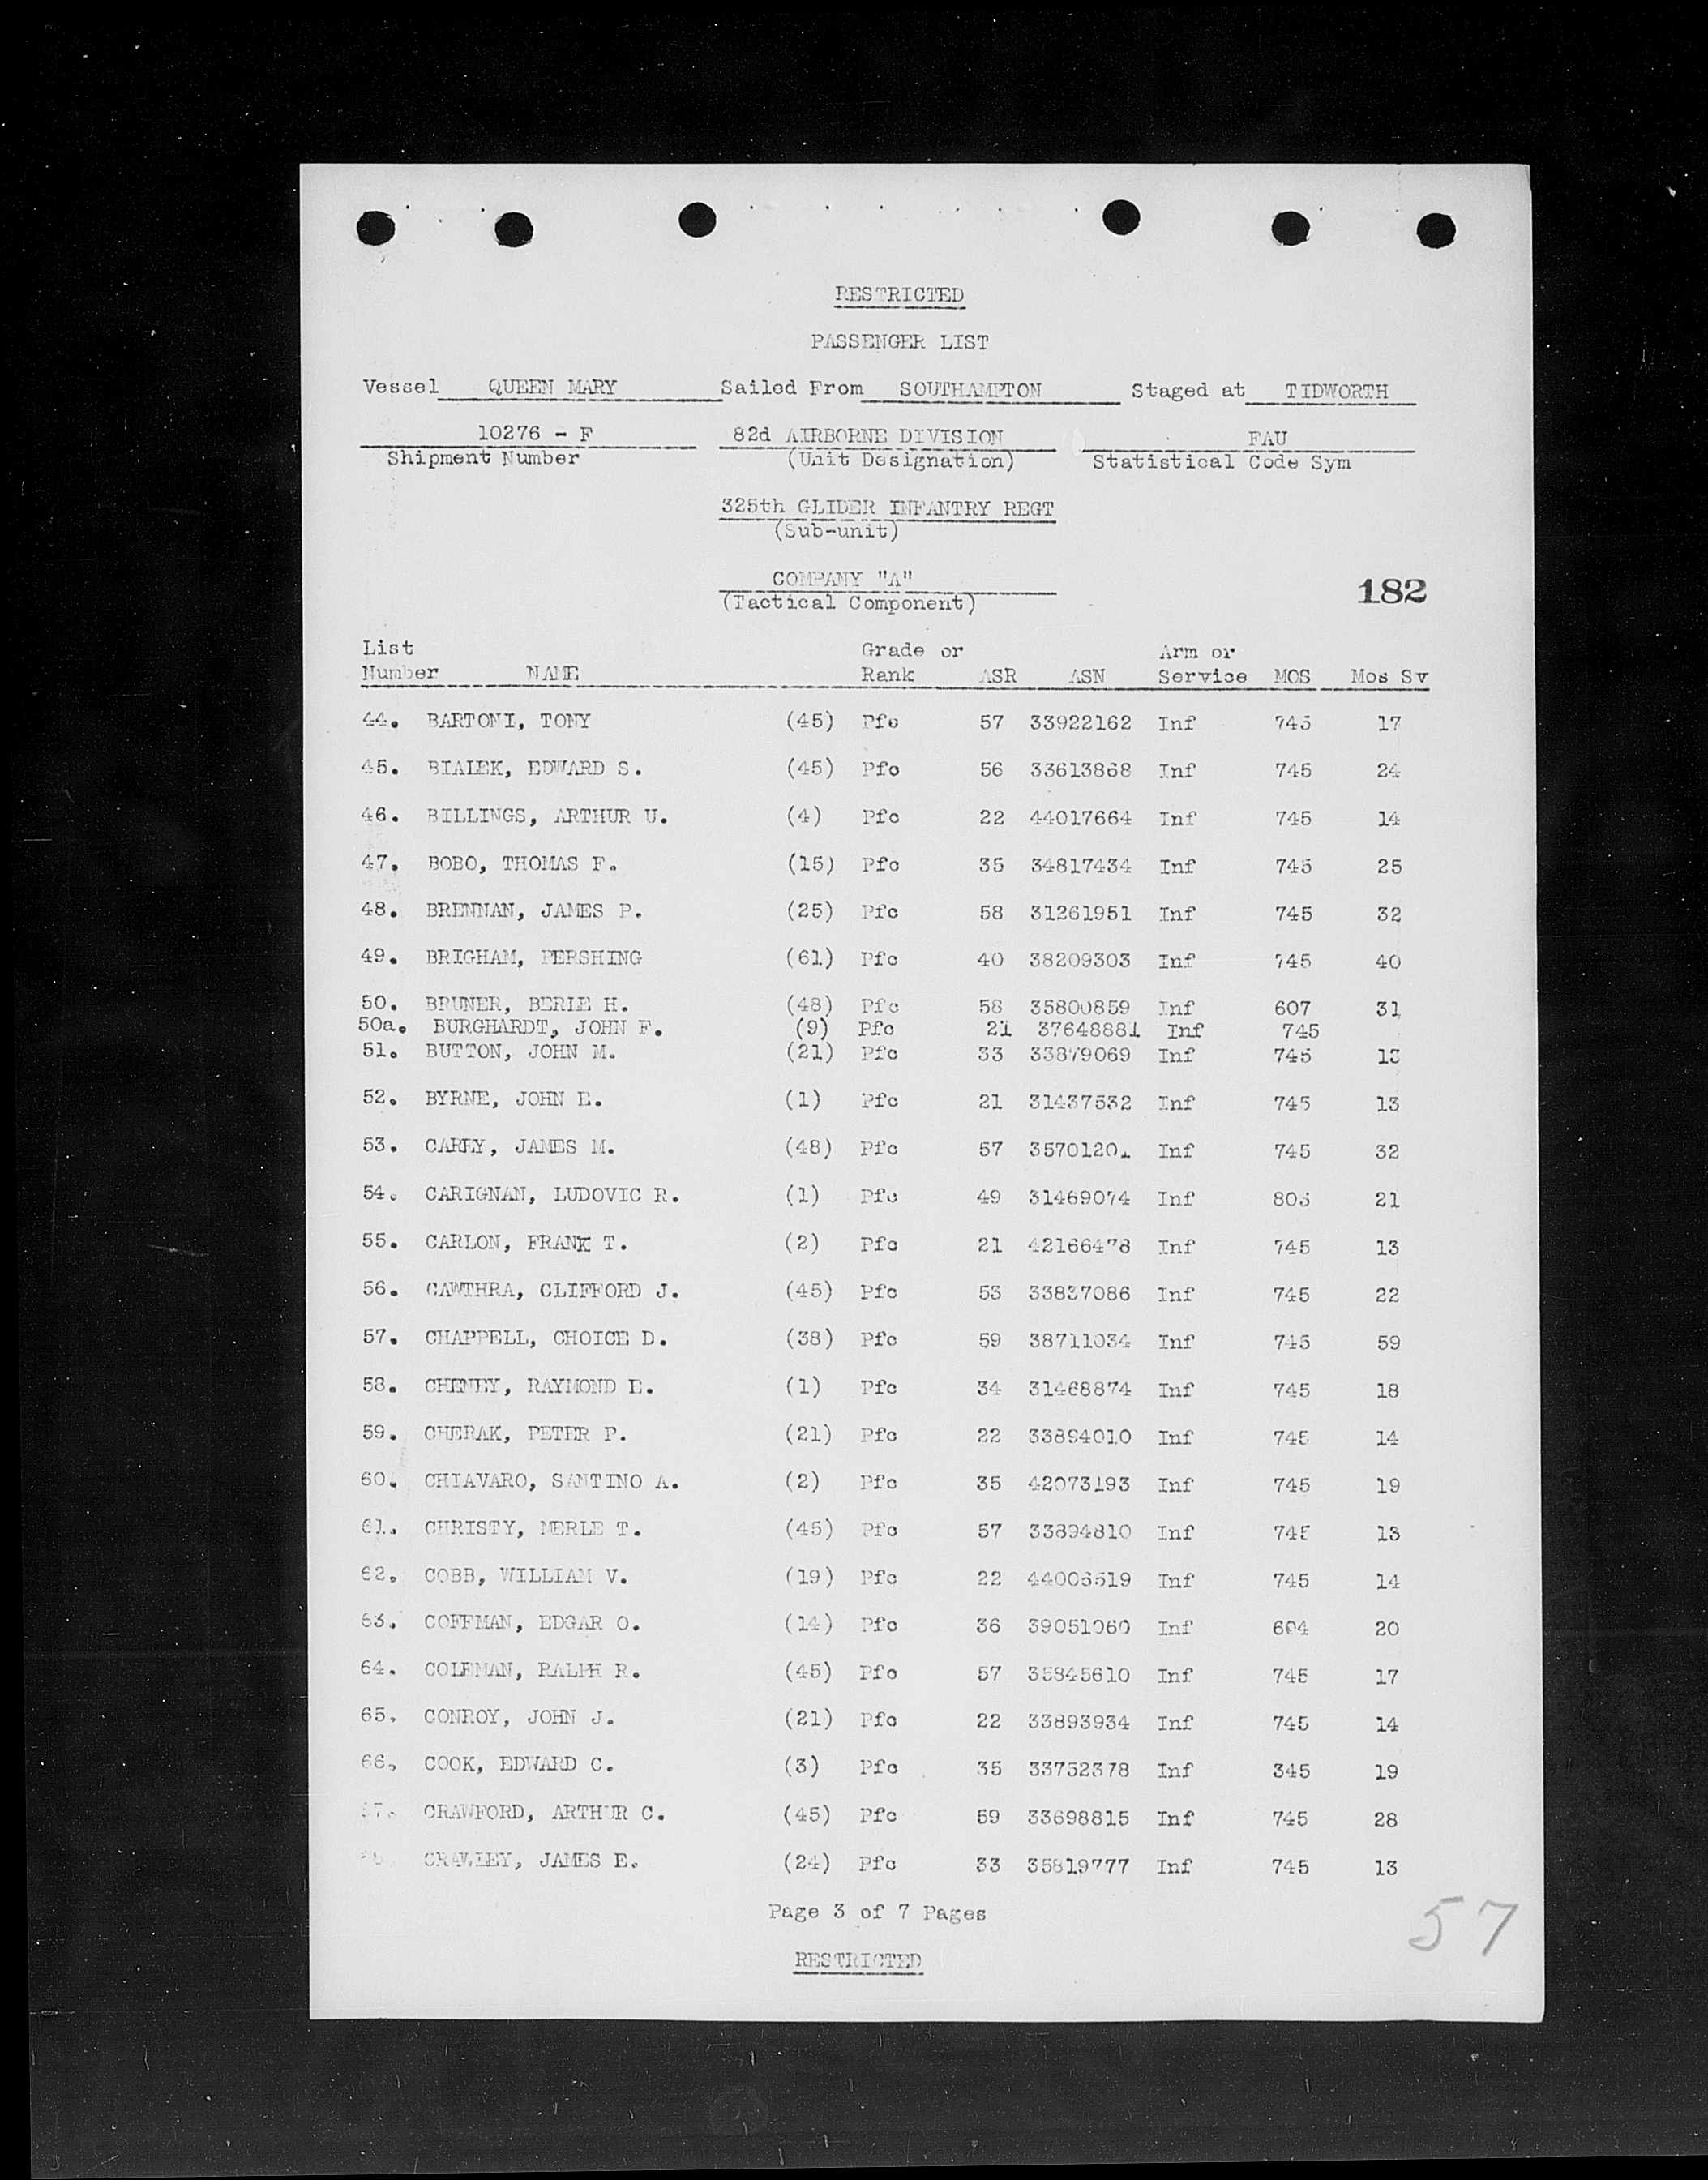 RESTRICTED
PASSENGER LIST
Vessel QUEEN MARY Sailed From SOUTHAMPTON Staged at TIDWORTH
10276 - F 82d AIRBORNE DIVISION FAU
Shipment Number (Unit Designation) Statistical Code Sym
325th GLIDER INFANTRY REGT
(Sub-unit)
COMPANY "A"
(Tactical Component)
182
List Grade or Arm or
Number NAME Rank ASR ASN Service MOS Mos Sv
44. BARTONI, TONY (45) Pfc 57 33922162 Inf 745 17
45. BIALEK, EDWARD S. (45) Pfc 56 33613868 Inf 745 24
46. BILLINGS, ARTHUR U. (4) Pfc 22 44017664 Inf 745 14
47. BOBO, THOMAS F. (15) Pfc 35 34817434 Inf 745 25
48. BRENNAN, JAMES P. (25) Pfc 58 31261951 Inf 745 32
49. BRIGHAM, PERSHING (61) Pfc 40 38209303 Inf 745 40
50. BRUNER, BERLE H. (48) Pfc 58 35800859 Inf 607 31
50a. BURGHARDT, JOHN F. (9) Pfc 21 37648881 Inf 745
51. BUTTON, JOHN M. (21) Pfc 33 33879069 Inf 745 13
52. BYRNE, JOHN E. (1) Pfc 21 31437532 Inf 745 13
53. CAREY, JAMES M. (48) Pfc 57 Inf 745 32
54. CARIGNAN, LUDOVIC R. (1) Pfc 49 31469074 Inf 21
55. CARLON, FRANK T. (2) Pfc 21 42166478 Inf 745 13
56. CAWTHRA, CLIFFORD J. (45) Pfc 53 33837086 Inf 745 22
57. CHAPPELL, CHOICE D. (38) Pfc 59 38711034 Inf 745 59
58. CHENEY, RAYMOND E. (1) Pfc 34 31468874 Inf 745 18
59. CHERAK, PETER P. (21) Pfc 22 33894010 Inf 745 14
60. CHIAVARO, SANTINO A. (2) Pfc 35 42073193 Inf 745 19
61. CHRISTY, MERLE T. (45) Pfc 57 33894810 Inf 745 13
62. COBB, WILLIAM V. (19) Pfc 22 Inf 745 14
63. COFFMAN, EDGAR O. (14) Pfc 36 39051060 Inf 604 20
64. COLEMAN, RALPH R. (45) Pfc 57 35845610 Inf 745 17
65. CONROY, JOHN J. (21) Pfc 22 33893934 Inf 745 14
66. COOK, EDWARD C. (3) Pfc 35 33752378 Inf 345 19
67. CRAWFORD, ARTHUR C. (45) Pfc 59 33698815 Inf 745 28
CRAWLEY, JAMES E. (24) Pfc 33 35819777 Inf 745 13
Page 3 of 7 Pages
57
RESTRICTED